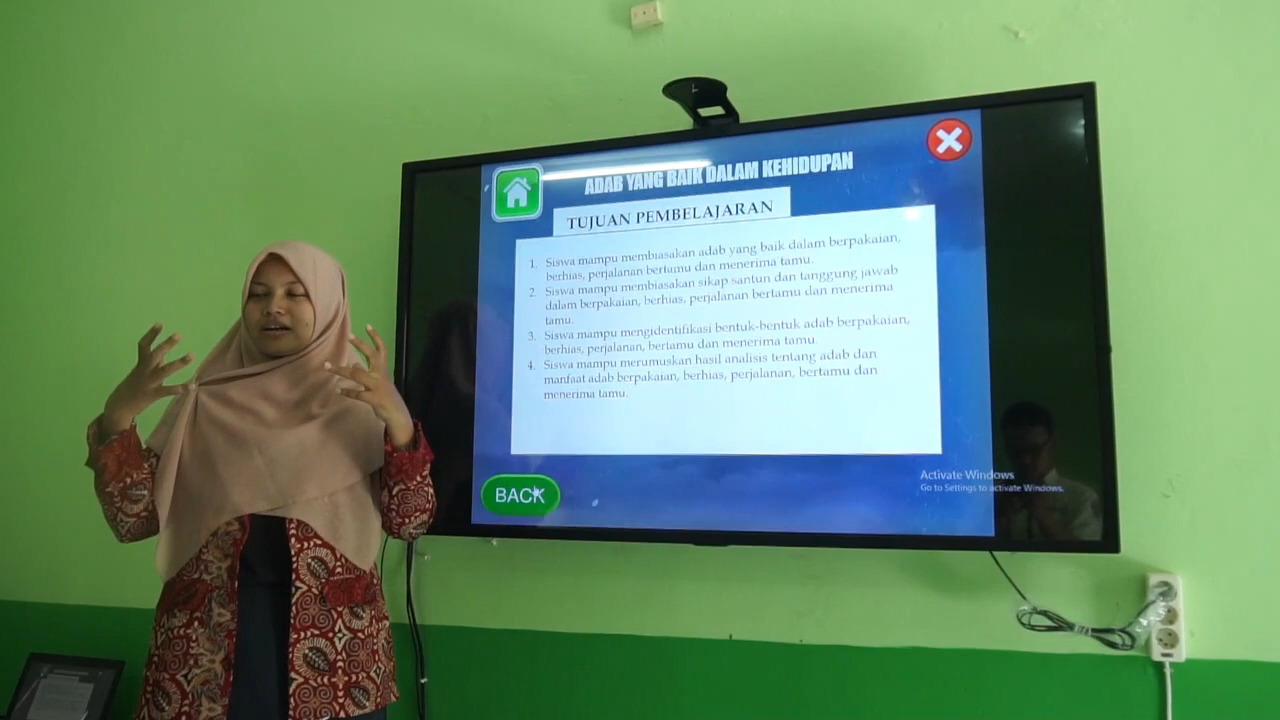 ADAB YANG BAIK DALAM KEHIDUPAN
TUJUAN PEMBELAJARAN
1. Siswa mampu membiasakan adab yang baik dalam berpakaian,
berhias, perjalanan bertamu dan menerima tamu.
2. Siswa mampu membiasakan sikap santun dan tanggung jawab
dalam berpakaian, berhias, perjalanan bertamu dan menerima
tamu.
3. Siswa mampu mengidentifikasi bentuk-bentuk adab berpakaian,
berhias, perjalanan, bertamu dan menerima tamu.
4. Siswa mampu merumuskan hasil analisis tentang adab dan
manfaat adab berpakaian, berhias, perjalanan, bertamu dan
menerima tamu.
BACK
Activate Windows
Go to Settings to activate Windows.